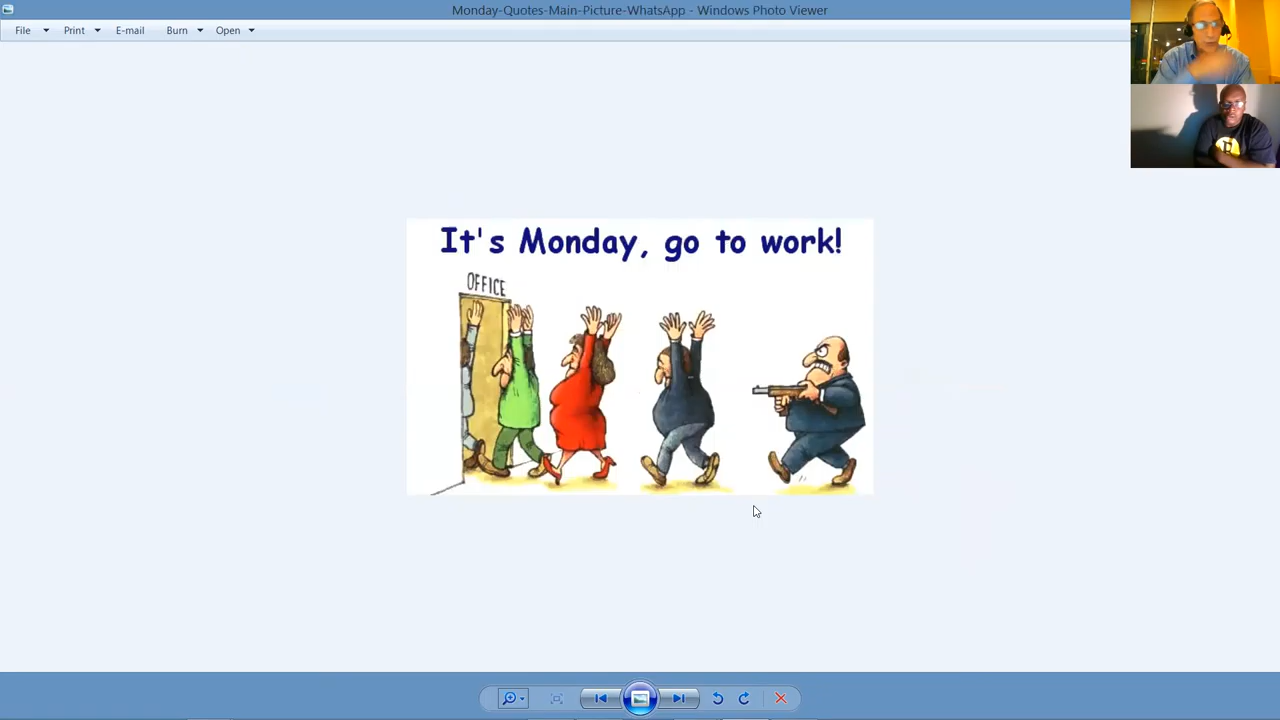 Monday-Quotes-Main-Picture-WhatsApp - Windows Photo Viewer
File Print E-mail Burn Open
It's Monday, go to work!
OFFICE